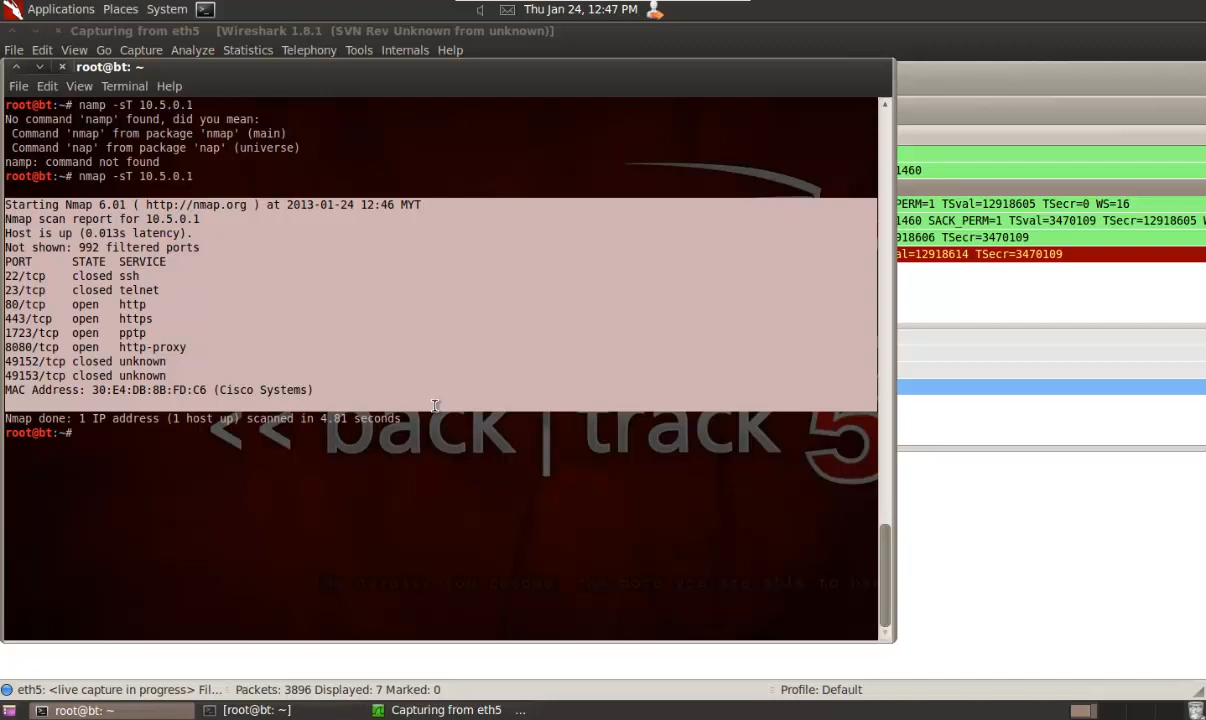 Applications Places System
Thu Jan 24, 12:47 PM
Capturing from eth5 [Wireshark 1.8.1 (SVN Rev Unknown from unknown)]
File Edit View Go Capture Analyze Statistics Telephony Tools Internals Help
root@bt: ~
File Edit View Terminal Help
root@bt:~# namp -sT 10.5.0.1
No command 'namp' found, did you mean:
Command 'nmap' from package 'nmap' (main)
Command 'nap' from package 'nap' (universe)
namp: command not found
root@bt:~# nmap -sT 10.5.0.1
Starting Nmap 6.01 ( http://nmap.org ) at 2013-01-24 12:46 MYT
Nmap scan report for 10.5.0.1
Host is up (0.013s latency).
Not shown: 992 filtered ports
PORT STATE SERVICE
22/tcp closed ssh
23/tcp closed telnet
80/tcp open http
443/tcp open https
1723/tcp open pptp
8080/tcp open http-proxy
49152/tcp closed unknown
49153/tcp closed unknown
MAC Address: 30:E4:DB:8B:FD:C6 (Cisco Systems)
Nmap done: 1 IP address (1 host up) scanned in 4.81 seconds
root@bt:~#
<< back | track 5
1460
PERM=1 TSval=12918605 TSecr=0 WS=16
1460 SACK_PERM=1 TSval=3470109 TSecr=12918605 W
918606 TSecr=3470109
al=12918614 TSecr=3470109
eth5: <live capture in progress> Fil... Packets: 3896 Displayed: 7 Marked: 0
Profile: Default
root@bt: ~
[root@bt: ~]
Capturing from eth5 ...